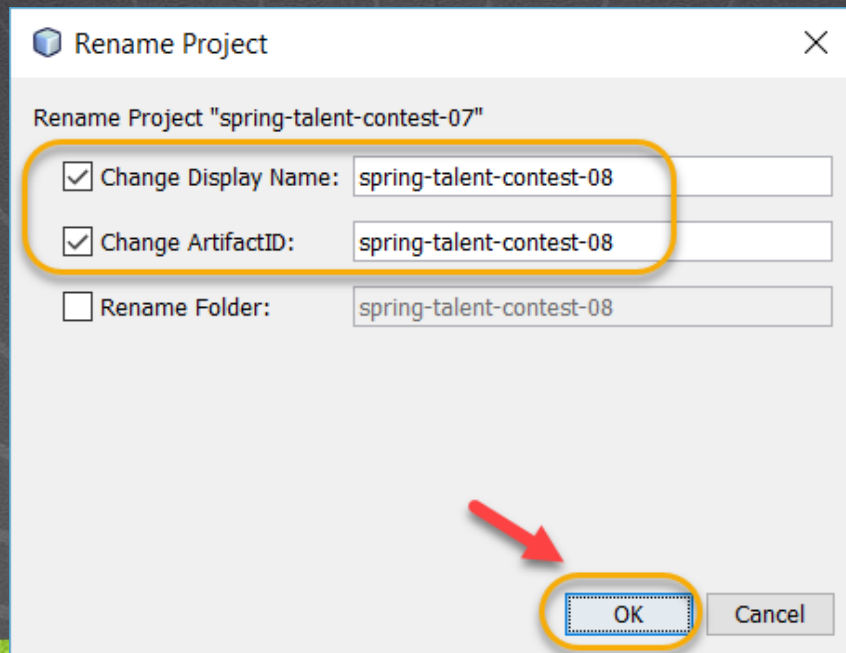 Rename Project
Rename Project "spring-talent-contest-07"
Change Display Name: spring-talent-contest-08
Change ArtifactID: spring-talent-contest-08
Rename Folder: spring-talent-contest-08
OK Cancel